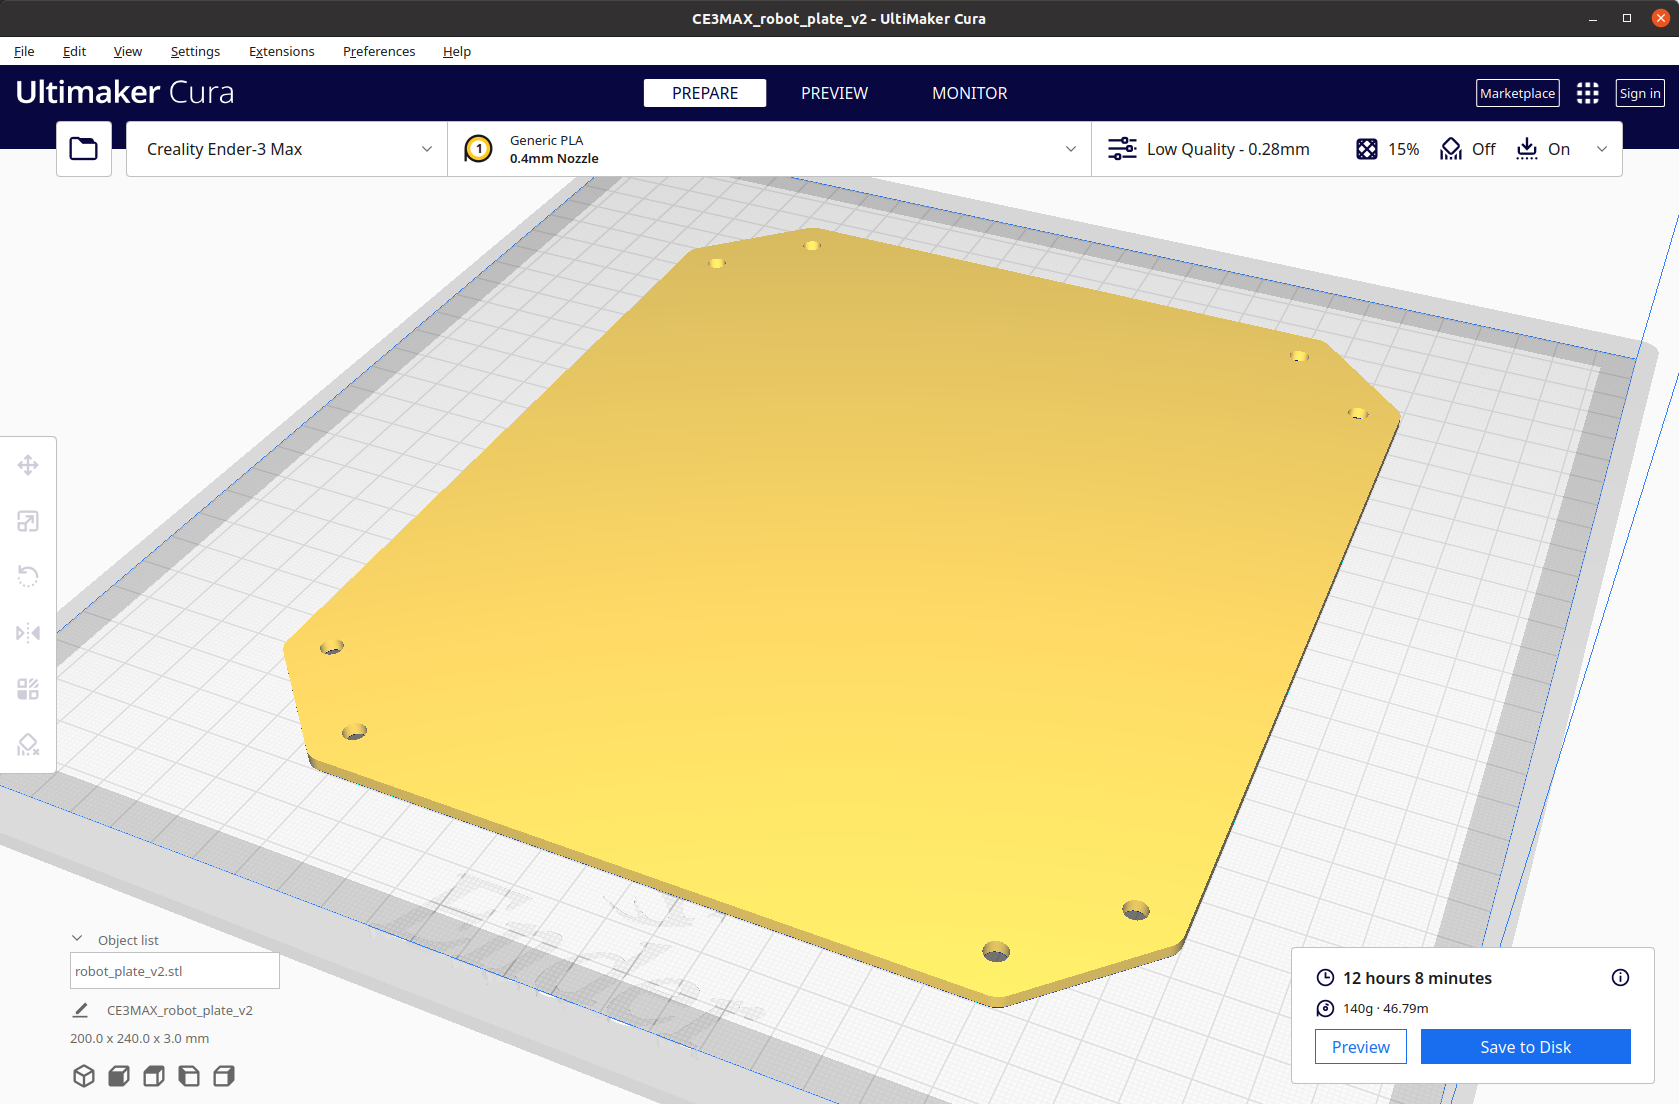 CE3MAX_robot_plate_v2 - UltiMaker Cura
File Edit View Settings Extensions Preferences Help
Ultimaker Cura
PREPARE PREVIEW MONITOR
Marketplace Sign in
Creality Ender-3 Max
1
Generic PLA
0.4mm Nozzle
Low Quality - 0.28mm 15% Off On
Object list
robot_plate_v2.stl
CE3MAX_robot_plate_v2
200.0 x 240.0 x 3.0 mm
12 hours 8 minutes
140g · 46.79m
Preview Save to Disk